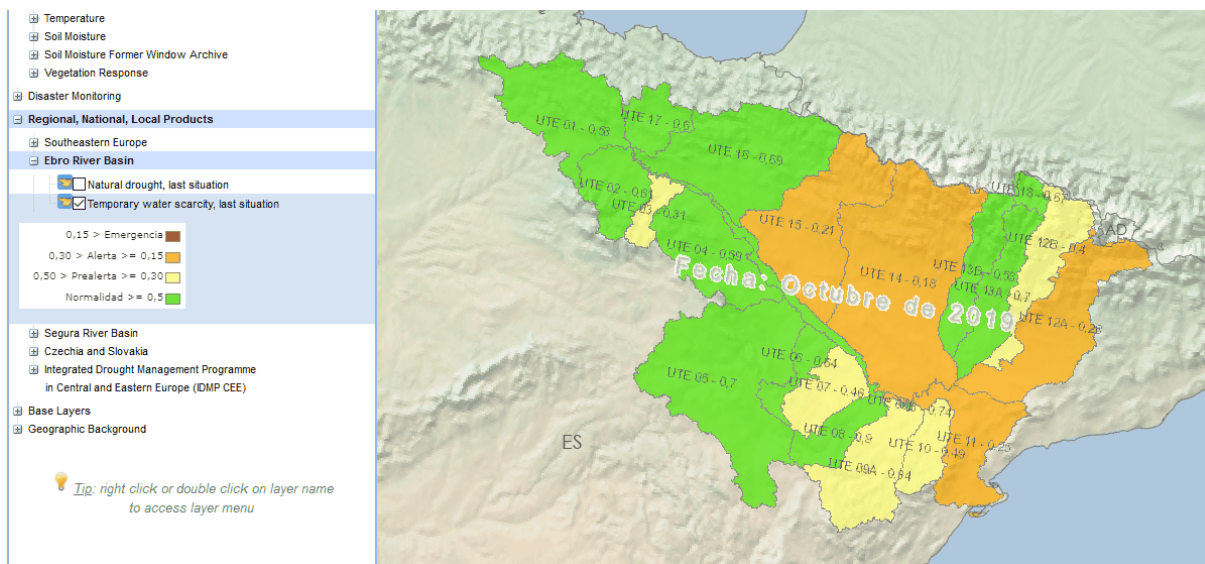 Temperature
Soil Moisture
Soil Moisture Former Window Archive
Vegetation Response
Disaster Monitoring
Regional, National, Local Products
Southeastern Europe
Ebro River Basin
Natural drought, last situation
Temporary water scarcity, last situation
0,15 > Emergencia
0,30 > Alerta >= 0,15
0,50 > Prealerta >= 0,30
Normalidad >= 0,5
Segura River Basin
Czechia and Slovakia
Integrated Drought Management Programme
in Central and Eastern Europe (IDMP CEE)
Base Layers
Geographic Background
Tip: right click or double click on layer name
to access layer menu
UTE 01 - 0,58
UTE 17 - 0,6
UTE 16 - 0,69
UTE 02 - 0,61
UTE 03 - 0,31
UTE 04 - 0,59
UTE 15 - 0,21
UTE 14 - 0,18
UTE 18 - 0,67
UTE 12B - 0,4
AD
UTE 13B - 0,53
UTE 13A - 0,7
UTE 12A - 0,28
Fecha: Octubre de 2019
UTE 06 - 0,54
UTE 05 - 0,7
UTE 07 - 0,46
0,74
UTE 08 - 0,9
UTE 10 - 0,49
UTE 11 - 0,23
UTE 09A - 0,34
ES